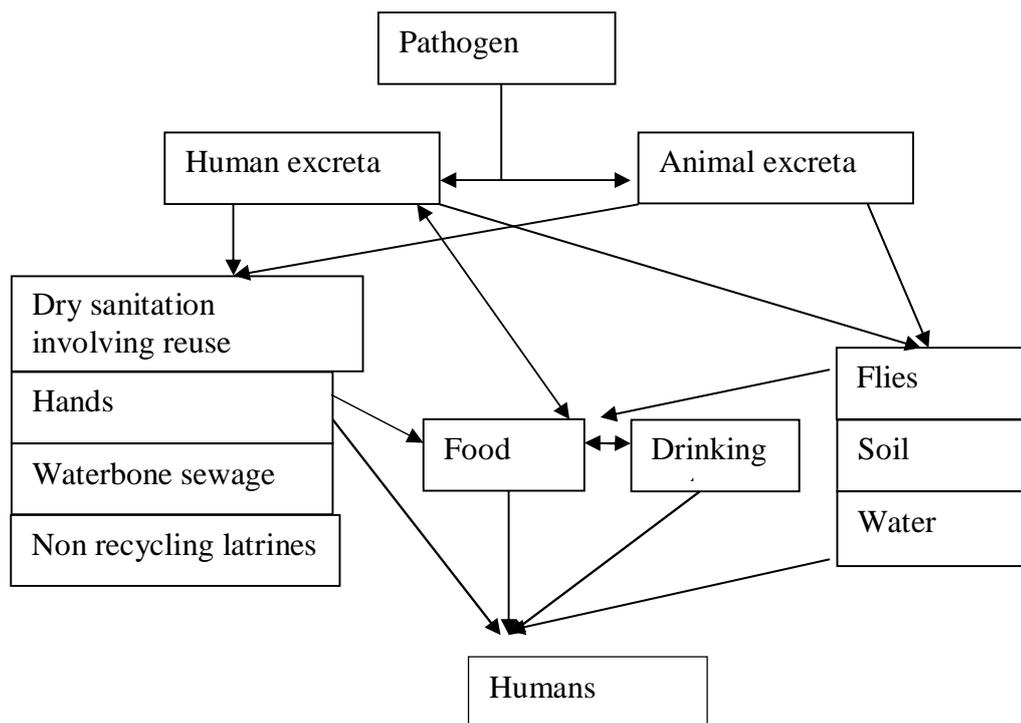 Pathogen
Human excreta
Animal excreta
Dry sanitation
involving reuse
Hands
Waterbone sewage
Non recycling latrines
Food
Drinking
Flies
Soil
Water
Humans